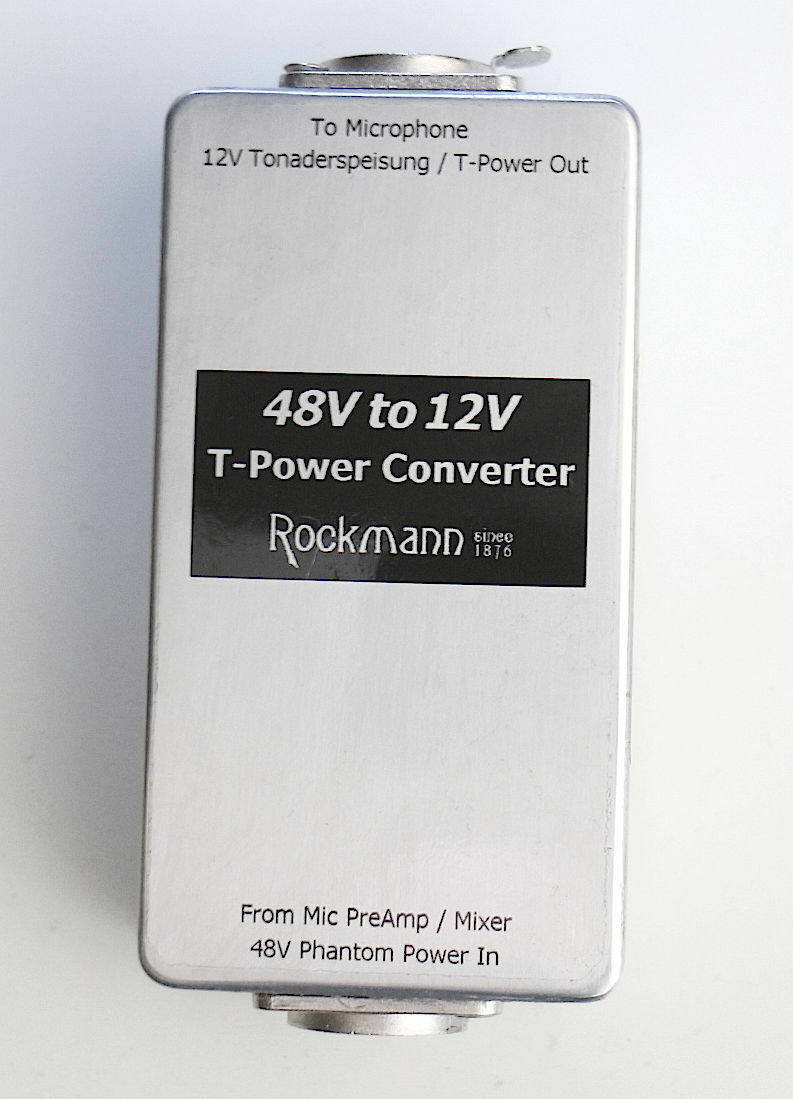 To Microphone
12V Tonaderspeisung / T-Power Out
48V to 12V
T-Power Converter
Rockmann since 1876
From Mic PreAmp / Mixer
48V Phantom Power In